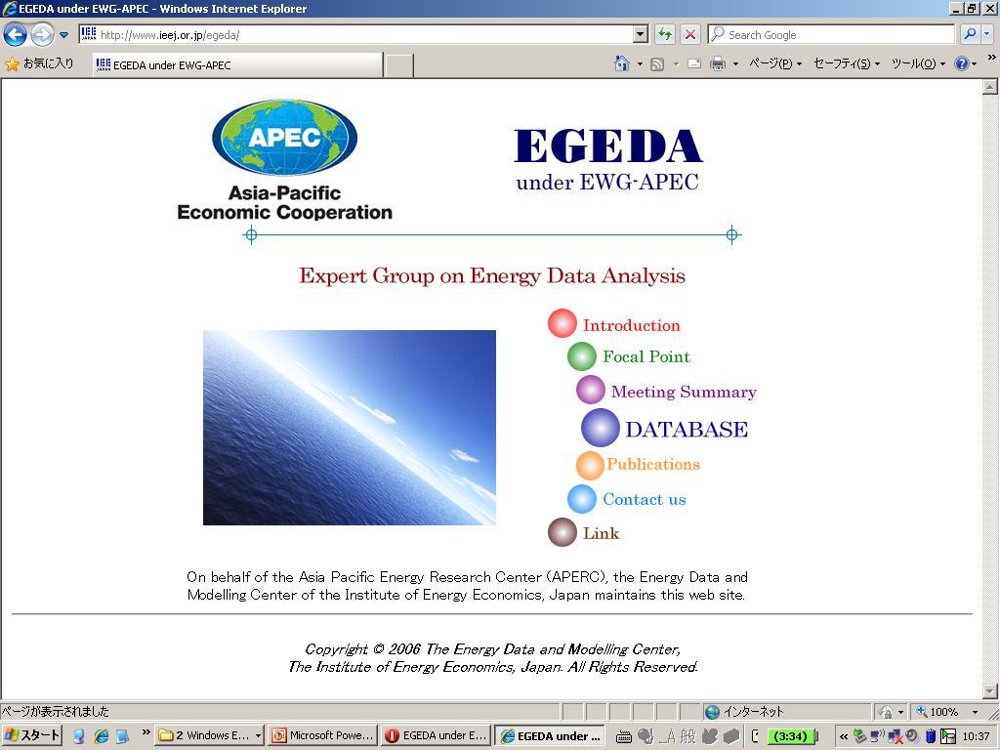 EGEDA under EWG-APEC - Windows Internet Explorer
http://www.ieej.or.jp/egeda/
Search Google
お気に入り
IEE JAPAN EGEDA under EWG-APEC
ページ(P)
セーフティ(S)
ツール(O)
APEC
Asia-Pacific
Economic Cooperation
EGEDA
under EWG-APEC
Expert Group on Energy Data Analysis
Introduction
Focal Point
Meeting Summary
DATABASE
Publications
Contact us
Link
On behalf of the Asia Pacific Energy Research Center (APERC), the Energy Data and
Modelling Center of the Institute of Energy Economics, Japan maintains this web site.
Copyright © 2006 The Energy Data and Modelling Center,
The Institute of Energy Economics, Japan. All Rights Reserved.
ページが表示されました
インターネット
100%
スタート
2 Windows E...
Microsoft Powe...
EGEDA under E...
EGEDA under ...
A 般
(3:34)
10:37